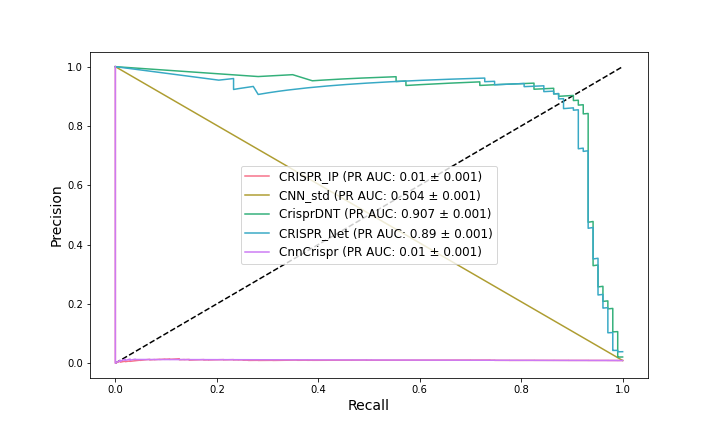 1.0
0.8
0.6
0.4
0.2
0.0
Precision
CRISPR_IP (PR AUC: 0.01 ± 0.001)
CNN_std (PR AUC: 0.504 ± 0.001)
CrisprDNT (PR AUC: 0.907 ± 0.001)
CRISPR_Net (PR AUC: 0.89 ± 0.001)
CnnCrispr (PR AUC: 0.01 ± 0.001)
0.0 0.2 0.4 0.6 0.8 1.0
Recall